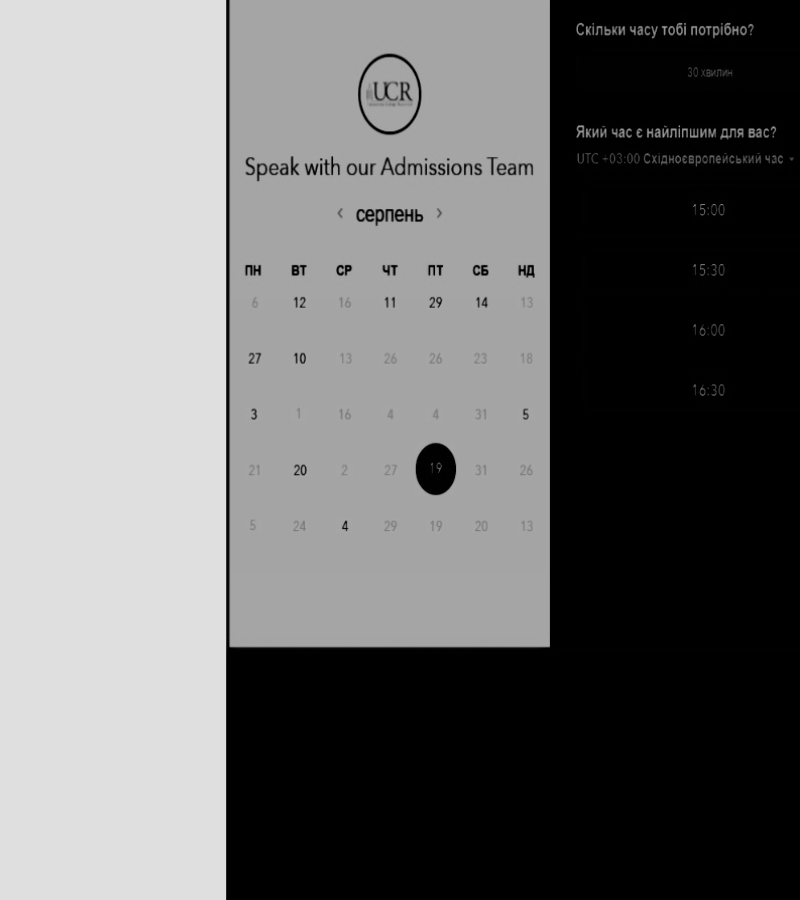 UCR
Speak with our Admissions Team
серпень
ПН ВТ СР ЧТ ПТ СБ НД
6 12 16 11 29 14 13
27 10 13 26 26 23 18
3 1 16 4 4 31 5
21 20 2 27 19 31 26
5 24 4 29 19 20 13
Скільки часу тобі потрібно?
30 хвилин
Який час є найліпшим для вас?
UTC +03:00 Східноєвропейський час
15:00
15:30
16:00
16:30